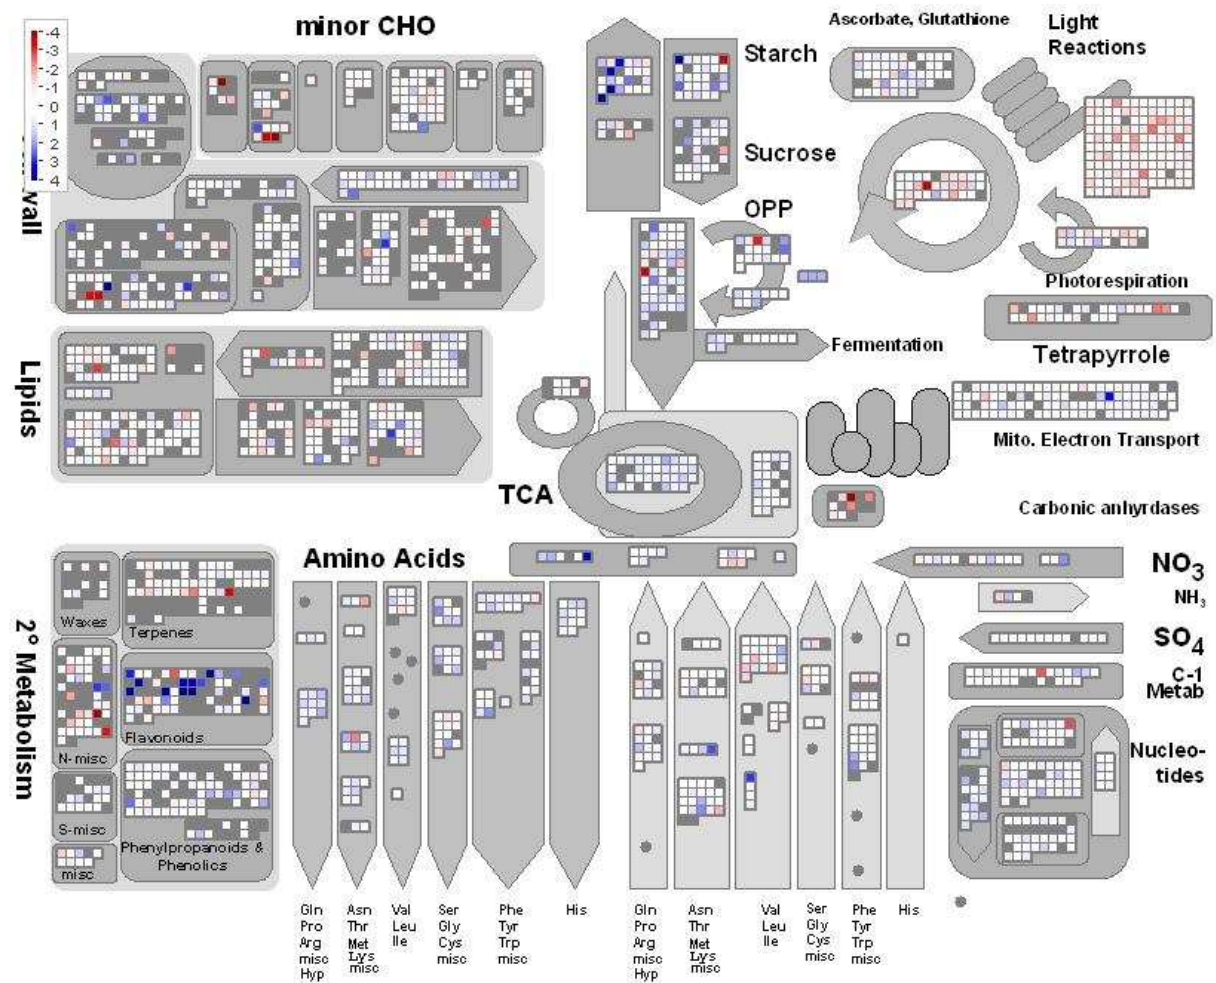 minor CHO
-4
-3
-2
-1
0
1
2
3
4
wall
Starch
Sucrose
OPP
Ascorbate, Glutathione
Light
Reactions
Photorespiration
Tetrapyrrole
Fermentation
Mito. Electron Transport
Lipids
TCA
Carbonic anhyrdases
Amino Acids
NO3
NH3
SO4
C-1
Metab
Nucleo-
tides
2° Metabolism
Waxes
Terpenes
Flavonoids
N-misc
S-misc
Phenylpropanoids &
Phenolics
misc
Gln
Pro
Arg
misc
Hyp
Asn
Thr
Met
Lys
misc
Val
Leu
Ile
Ser
Gly
Cys
misc
Phe
Tyr
Trp
misc
His
Gln
Pro
Arg
misc
Hyp
Asn
Thr
Met
Lys
misc
Val
Leu
Ile
Ser
Gly
Cys
misc
Phe
Tyr
Trp
misc
His